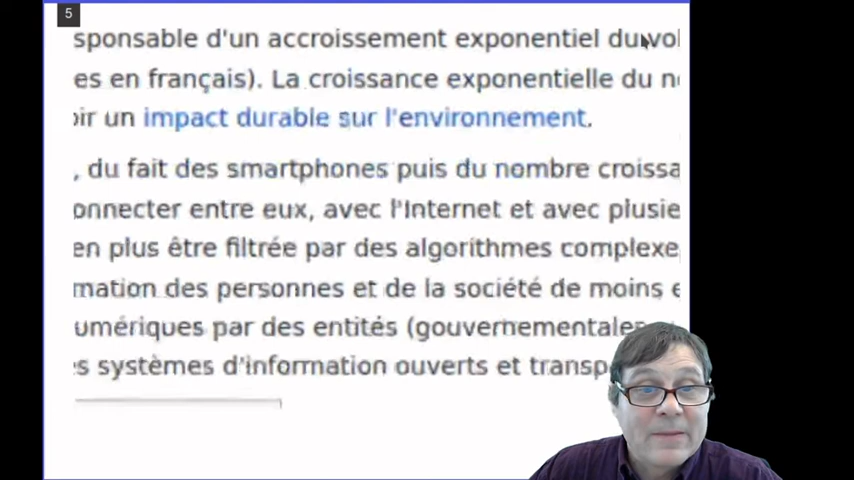 5
sponsable d'un accroissement exponentiel du vol
es en français). La croissance exponentielle du n
oir un impact durable sur l'environnement.
, du fait des smartphones puis du nombre croissa
onnecter entre eux, avec l'Internet et avec plusie
en plus être filtrée par des algorithmes complexe
mation des personnes et de la société de moins e
umériques par des entités (gouvernementales
s systèmes d'information ouverts et transp